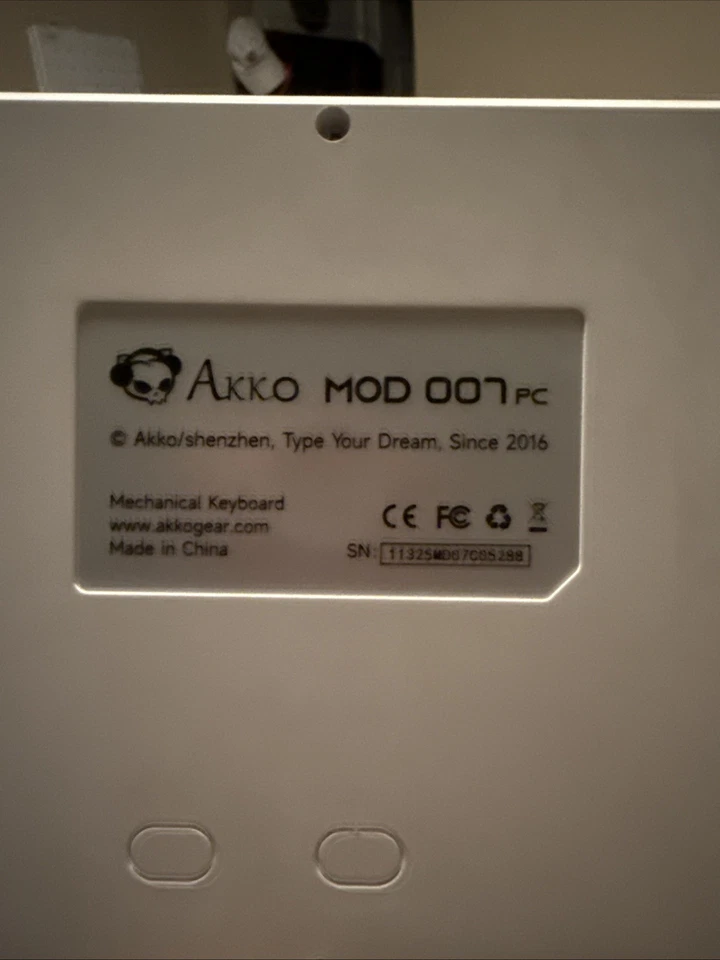 AKKO MOD 007 PC
© Akko/shenzhen, Type Your Dream, Since 2016
Mechanical Keyboard
www.akkogear.com
Made in China
CE FC
SN: